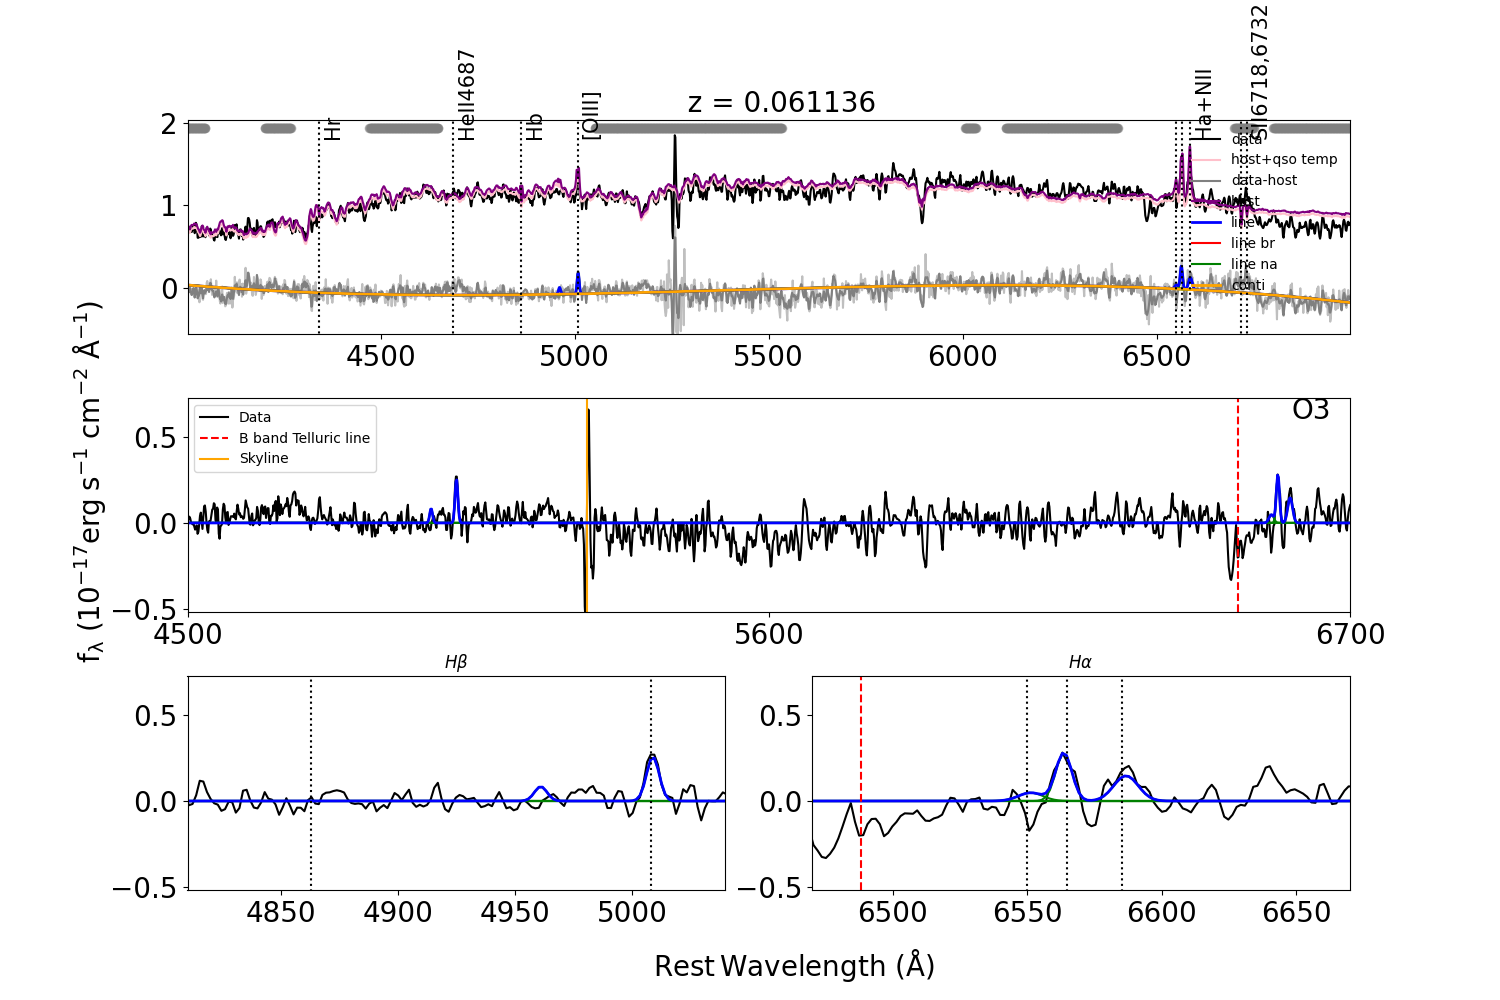 z = 0.061136
Hr
HeII4687
Hb
[OIII]
Ha+NII
SII6718,6732
data
host+qso temp
data-host
host
line
line br
line na
conti
2
1
0
4500
5000
5500
6000
6500
fλ (10⁻¹⁷erg s⁻¹ cm⁻² Å⁻¹)
O3
Data
B band Telluric line
Skyline
0.5
0.0
−0.5
4500
5600
6700
Hβ
0.5
0.0
−0.5
4850
4900
4950
5000
Hα
0.5
0.0
−0.5
6500
6550
6600
6650
Rest Wavelength (Å)